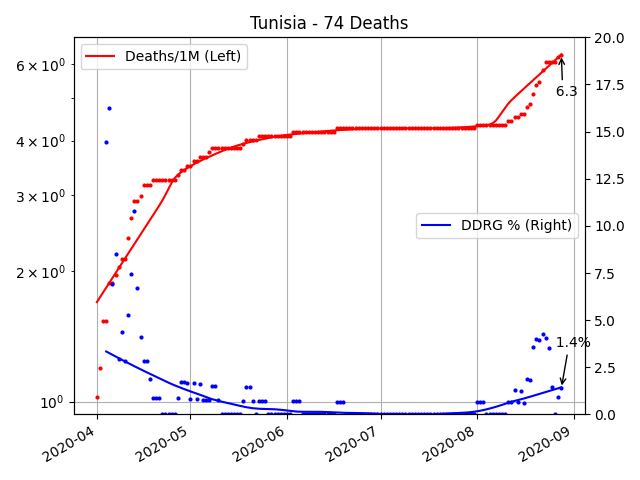 Tunisia - 74 Deaths
Deaths/1M (Left)
DDRG % (Right)
6.3
1.4%
6 × 10⁰
4 × 10⁰
3 × 10⁰
2 × 10⁰
10⁰
20.0
17.5
15.0
12.5
10.0
7.5
5.0
2.5
0.0
2020-04
2020-05
2020-06
2020-07
2020-08
2020-09